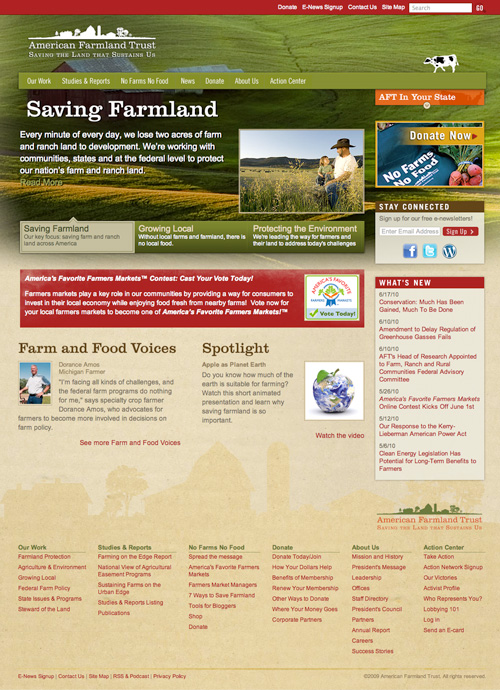 Donate E-News Signup Contact Us Site Map Search GO
American Farmland Trust
Saving the Land that Sustains Us
Our Work Studies & Reports No Farms No Food News Donate About Us Action Center
Saving Farmland
Every minute of every day, we lose two acres of farm
and ranch land to development. We're working with
communities, states and at the federal level to protect
our nation's farm and ranch land.
Read More
AFT In Your State
Donate Now
No Farms
No Food
Saving Farmland
Our key focus: saving farm and ranch
land across America
Growing Local
Without local farms and farmland, there is
no local food.
Protecting the Environment
We're leading the way for farmers and
their land to address today's challenges
STAY CONNECTED
Sign up for our free e-newsletters!
Enter Email Address Sign Up
America's Favorite Farmers Markets™ Contest: Cast Your Vote Today!
Farmers markets play a key role in our communities by providing a way for consumers to
invest in their local economy while enjoying food fresh from nearby farms! Vote now for
your local farmers markets to become one of America's Favorite Farmers Markets!™
AMERICA'S FAVORITE
FARMERS MARKETS
Vote Today!
WHAT'S NEW
6/17/10
Conservation: Much Has Been
Gained, Much To Be Done
6/10/10
Amendment to Delay Regulation of
Greenhouse Gasses Fails
6/10/10
AFT's Head of Research Appointed
to Farm, Ranch and Rural
Communities Federal Advisory
Committee
5/26/10
America's Favorite Farmers Markets
Online Contest Kicks Off June 1st
5/12/10
Our Response to the Kerry-
Lieberman American Power Act
5/6/10
Clean Energy Legislation Has
Potential for Long-Term Benefits to
Farmers
Farm and Food Voices
Dorance Amos
Michigan Farmer
"I'm facing all kinds of challenges, and
the federal farm programs do nothing
for me," says specialty crop farmer
Dorance Amos, who advocates for
farmers to become more involved in decisions on
farm policy.
See more Farm and Food Voices
Spotlight
Apple as Planet Earth
Do you know how much of the
earth is suitable for farming?
Watch this short animated
presentation and learn why
saving farmland is so
important.
Watch the video
American Farmland Trust
Saving the Land that Sustains Us
Our Work
Farmland Protection
Agriculture & Environment
Growing Local
Federal Farm Policy
State Issues & Programs
Steward of the Land
Studies & Reports
Farming on the Edge Report
National View of Agricultural
Easement Programs
Sustaining Farms on the
Urban Edge
Studies & Reports Listing
Publications
No Farms No Food
Spread the message
America's Favorite Farmers
Markets
Farmers Market Managers
7 Ways to Save Farmland
Tools for Bloggers
Shop
Donate
Donate
Donate Today/Join
How Your Dollars Help
Benefits of Membership
Renew Your Membership
Other Ways to Donate
Where Your Money Goes
Corporate Partners
About Us
Mission and History
President's Message
Leadership
Offices
Staff Directory
President's Council
Partners
Annual Report
Careers
Success Stories
Action Center
Take Action
Action Network Signup
Our Victories
Activist Profile
Who Represents You?
Lobbying 101
Log in
Send an E-card
E-News Signup | Contact Us | Site Map | RSS & Podcast | Privacy Policy
©2009 American Farmland Trust. All rights reserved.